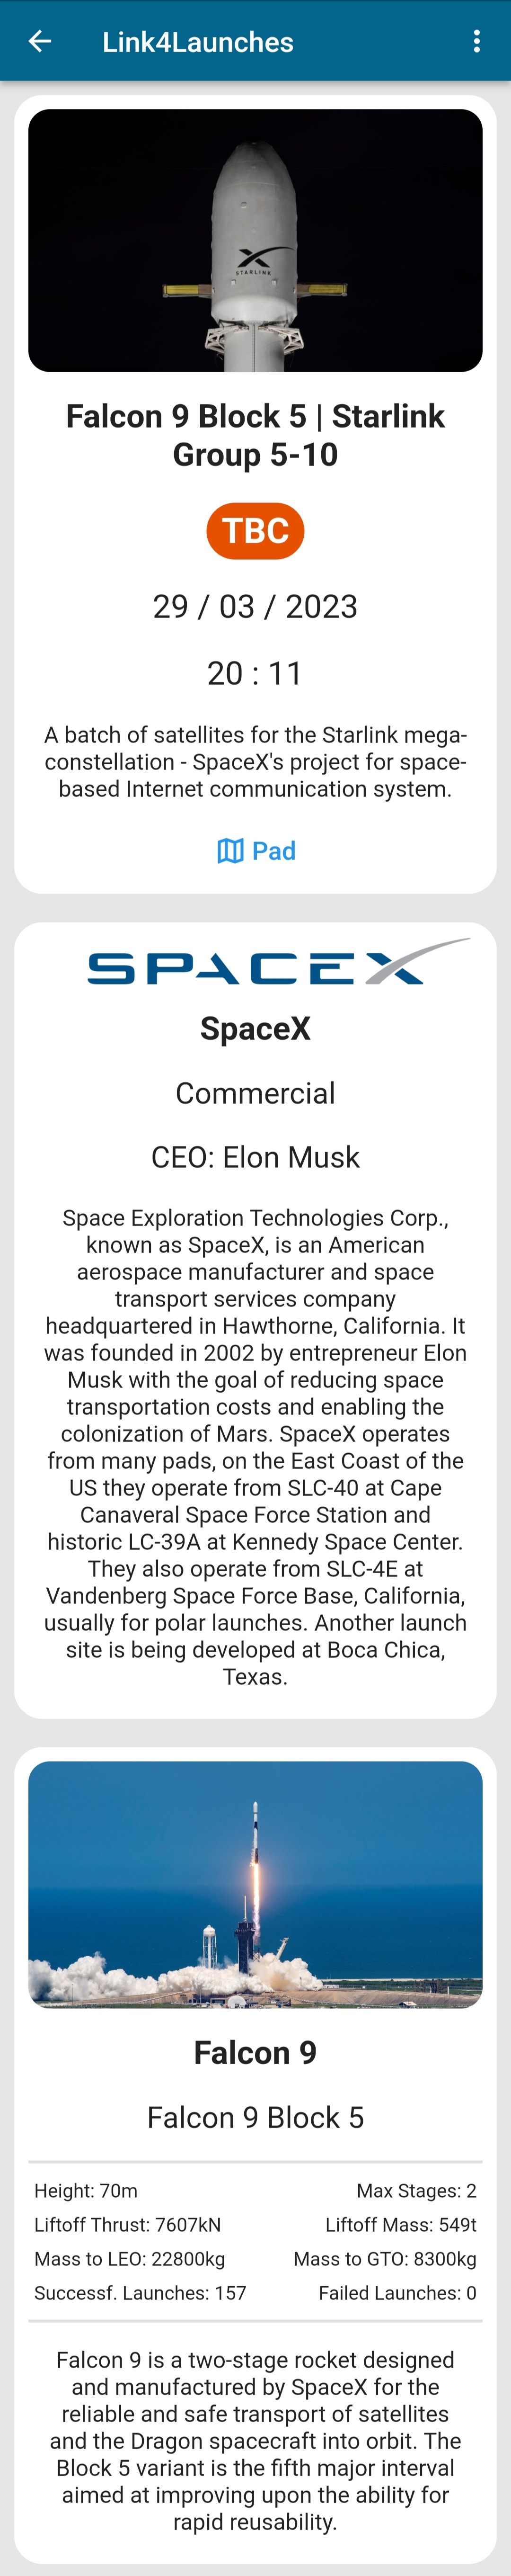 Link4Launches
STARLINK
Falcon 9 Block 5 | Starlink
Group 5-10
TBC
29 / 03 / 2023
20 : 11
A batch of satellites for the Starlink mega-
constellation - SpaceX's project for space-
based Internet communication system.
Pad
SPACEX
SpaceX
Commercial
CEO: Elon Musk
Space Exploration Technologies Corp.,
known as SpaceX, is an American
aerospace manufacturer and space
transport services company
headquartered in Hawthorne, California. It
was founded in 2002 by entrepreneur Elon
Musk with the goal of reducing space
transportation costs and enabling the
colonization of Mars. SpaceX operates
from many pads, on the East Coast of the
US they operate from SLC-40 at Cape
Canaveral Space Force Station and
historic LC-39A at Kennedy Space Center.
They also operate from SLC-4E at
Vandenberg Space Force Base, California,
usually for polar launches. Another launch
site is being developed at Boca Chica,
Texas.
Falcon 9
Falcon 9 Block 5
Height: 70m Max Stages: 2
Liftoff Thrust: 7607kN Liftoff Mass: 549t
Mass to LEO: 22800kg Mass to GTO: 8300kg
Successf. Launches: 157 Failed Launches: 0
Falcon 9 is a two-stage rocket designed
and manufactured by SpaceX for the
reliable and safe transport of satellites
and the Dragon spacecraft into orbit. The
Block 5 variant is the fifth major interval
aimed at improving upon the ability for
rapid reusability.